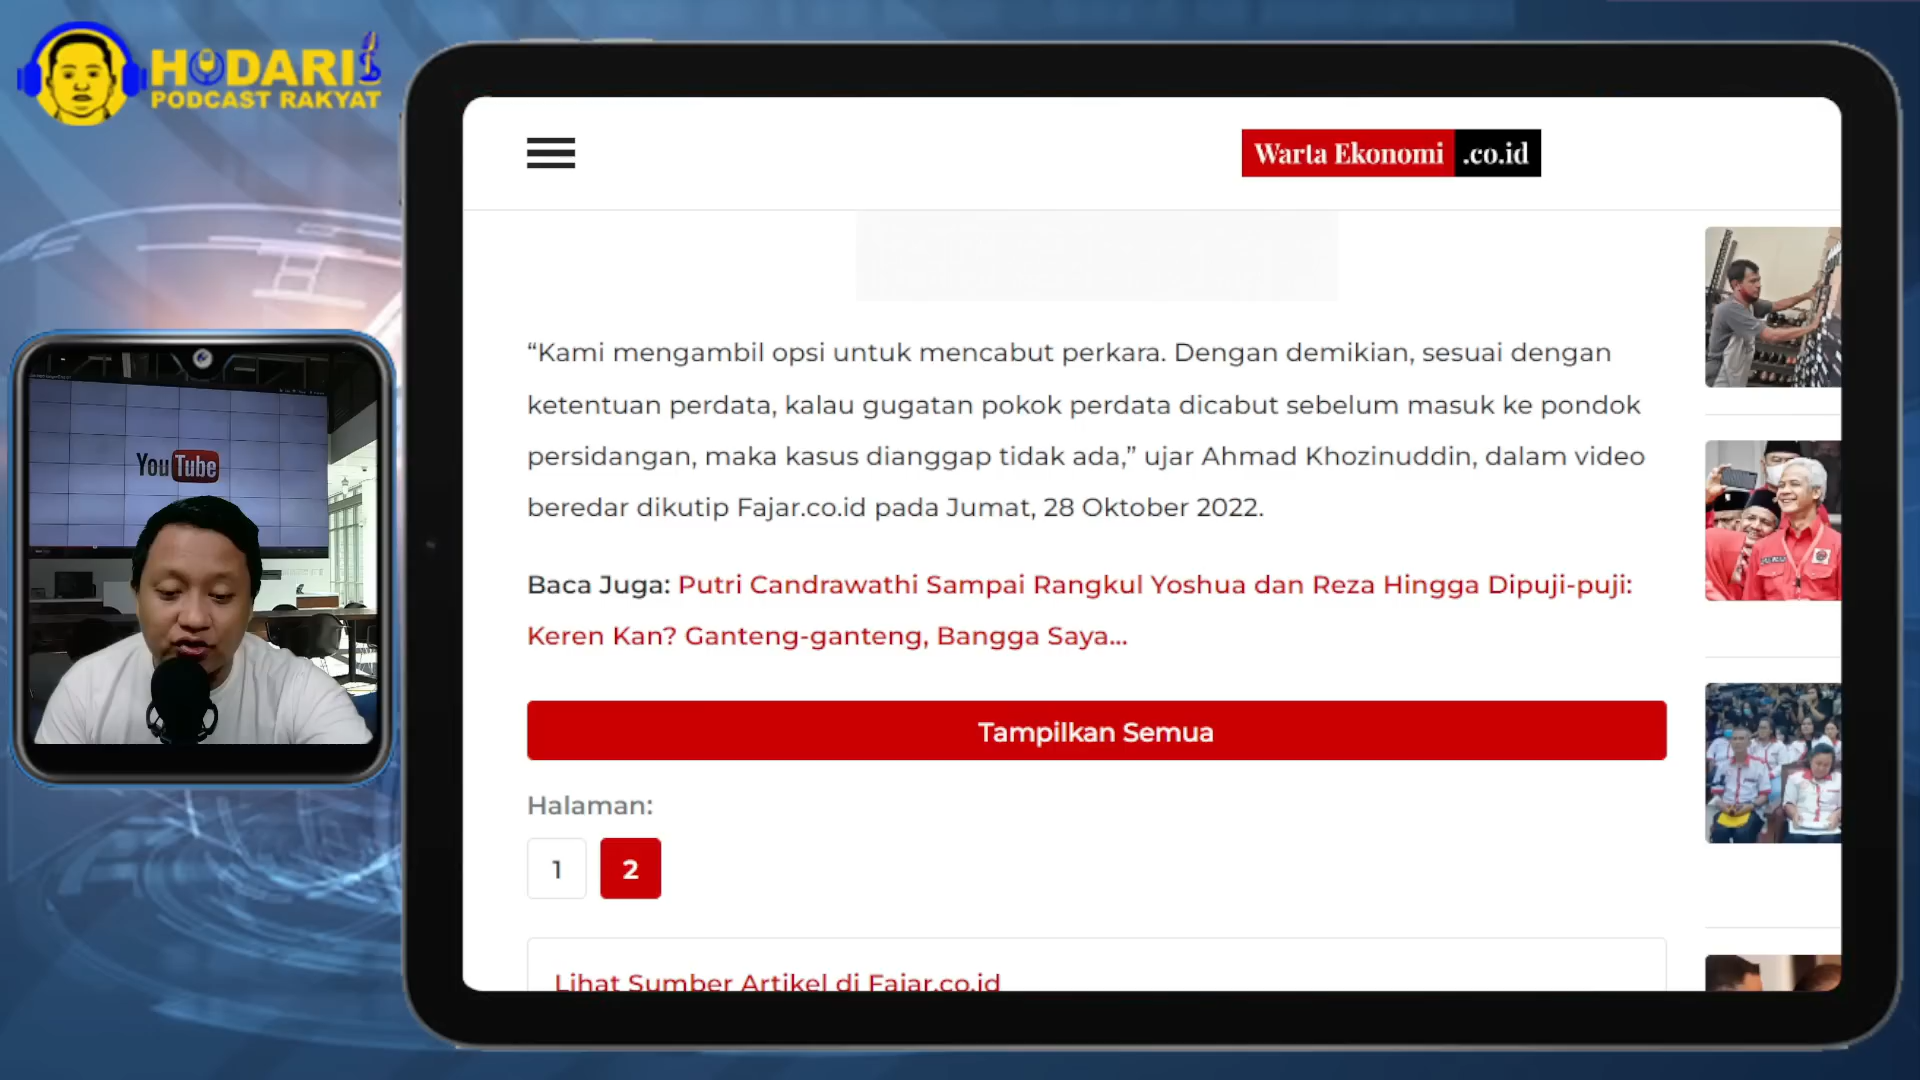 HODARI
PODCAST RAKYAT
Warta Ekonomi .co.id
YouTube
“Kami mengambil opsi untuk mencabut perkara. Dengan demikian, sesuai dengan
ketentuan perdata, kalau gugatan pokok perdata dicabut sebelum masuk ke pondok
persidangan, maka kasus dianggap tidak ada,” ujar Ahmad Khozinuddin, dalam video
beredar dikutip Fajar.co.id pada Jumat, 28 Oktober 2022.
Baca Juga: Putri Candrawathi Sampai Rangkul Yoshua dan Reza Hingga Dipuji-puji:
Keren Kan? Ganteng-ganteng, Bangga Saya...
Tampilkan Semua
Halaman:
1 2
Lihat Sumber Artikel di Fajar.co.id